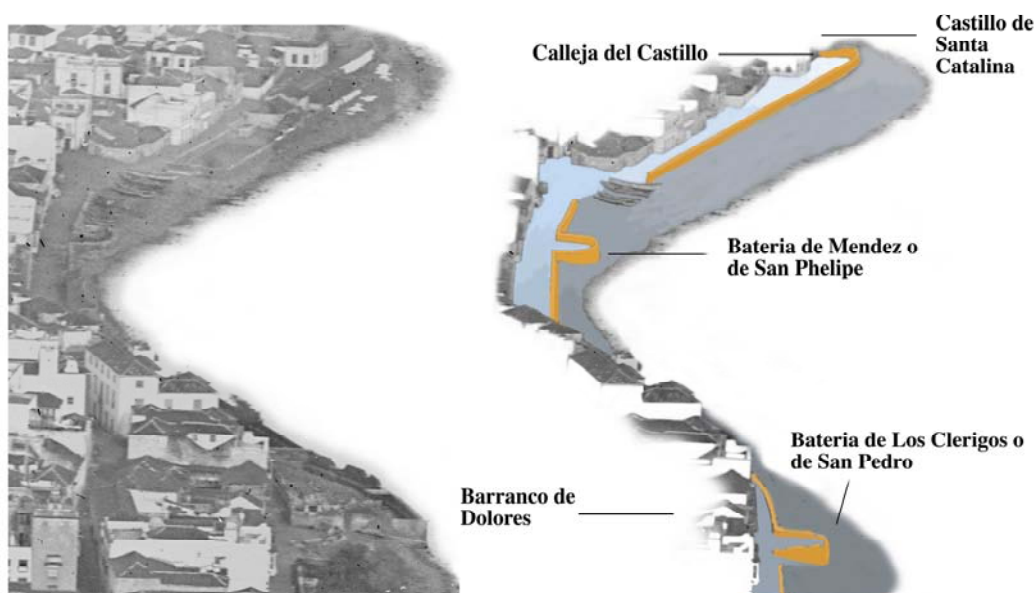 Castillo de
Santa
Catalina
Calleja del Castillo
Bateria de Mendez o
de San Phelipe
Bateria de Los Clerigos o
de San Pedro
Barranco de
Dolores